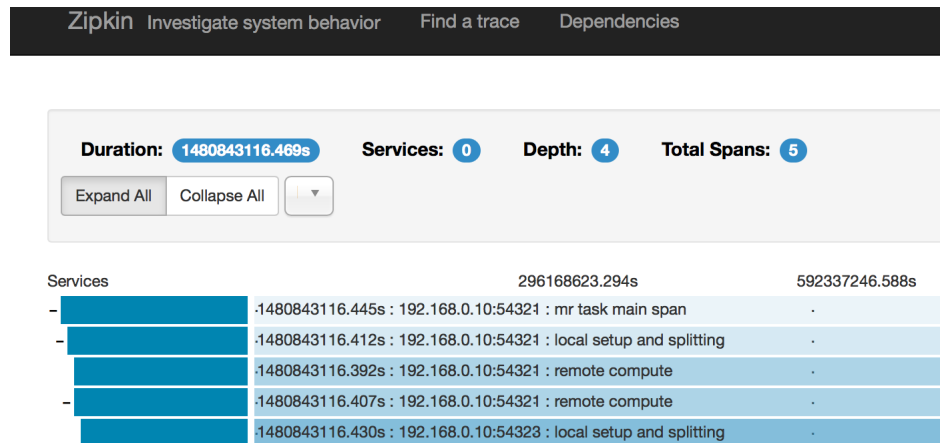 Zipkin Investigate system behavior Find a trace Dependencies
Duration: 1480843116.469s Services: 0 Depth: 4 Total Spans: 5
Expand All Collapse All
Services 296168623.294s 592337246.588s
-1480843116.445s : 192.168.0.10:54321 : mr task main span
-1480843116.412s : 192.168.0.10:54321 : local setup and splitting
-1480843116.392s : 192.168.0.10:54321 : remote compute
-1480843116.407s : 192.168.0.10:54321 : remote compute
-1480843116.430s : 192.168.0.10:54323 : local setup and splitting